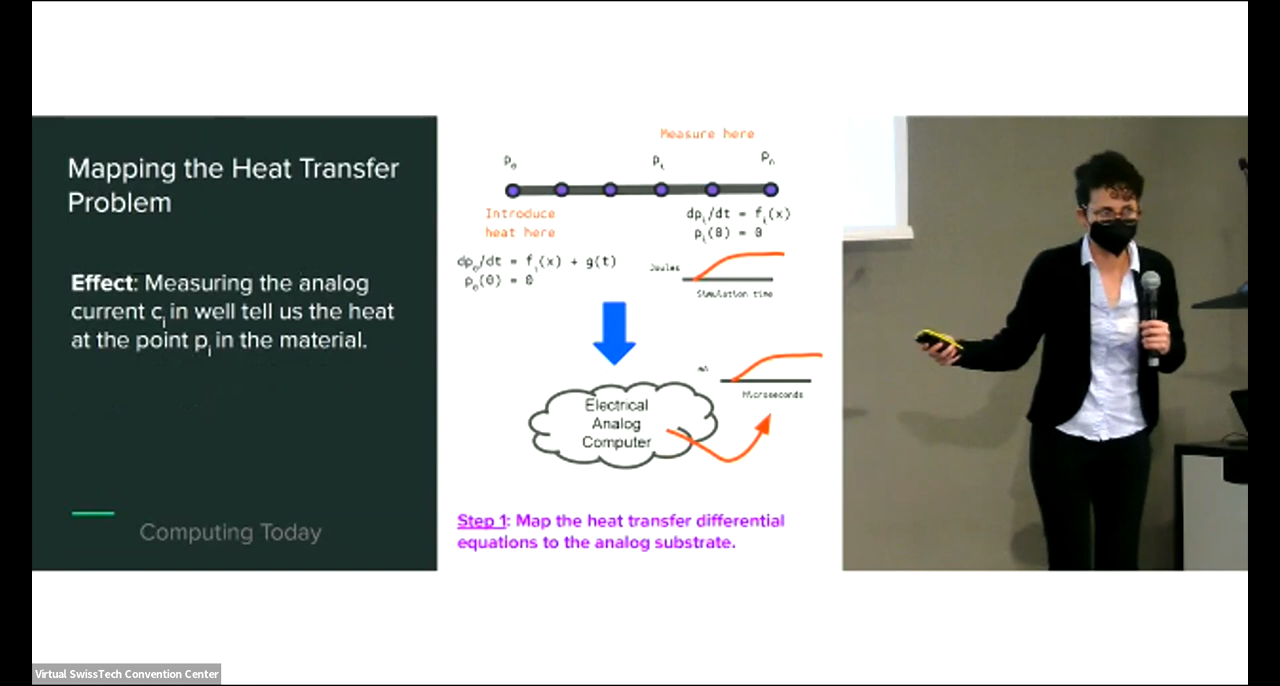 Mapping the Heat Transfer
Problem
Effect: Measuring the analog
current cᵢ in well tell us the heat
at the point pᵢ in the material.
Computing Today
Measure here
p₀
pᵢ
pₙ
Introduce
heat here
dpᵢ/dt = fᵢ(x)
pᵢ(0) = 0
dp₀/dt = fᵢ(x) + g(t)
p₀(0) = 0
Joules
Simulation time
mA
Microseconds
Electrical
Analog
Computer
Step 1: Map the heat transfer differential
equations to the analog substrate.
Virtual SwissTech Convention Center